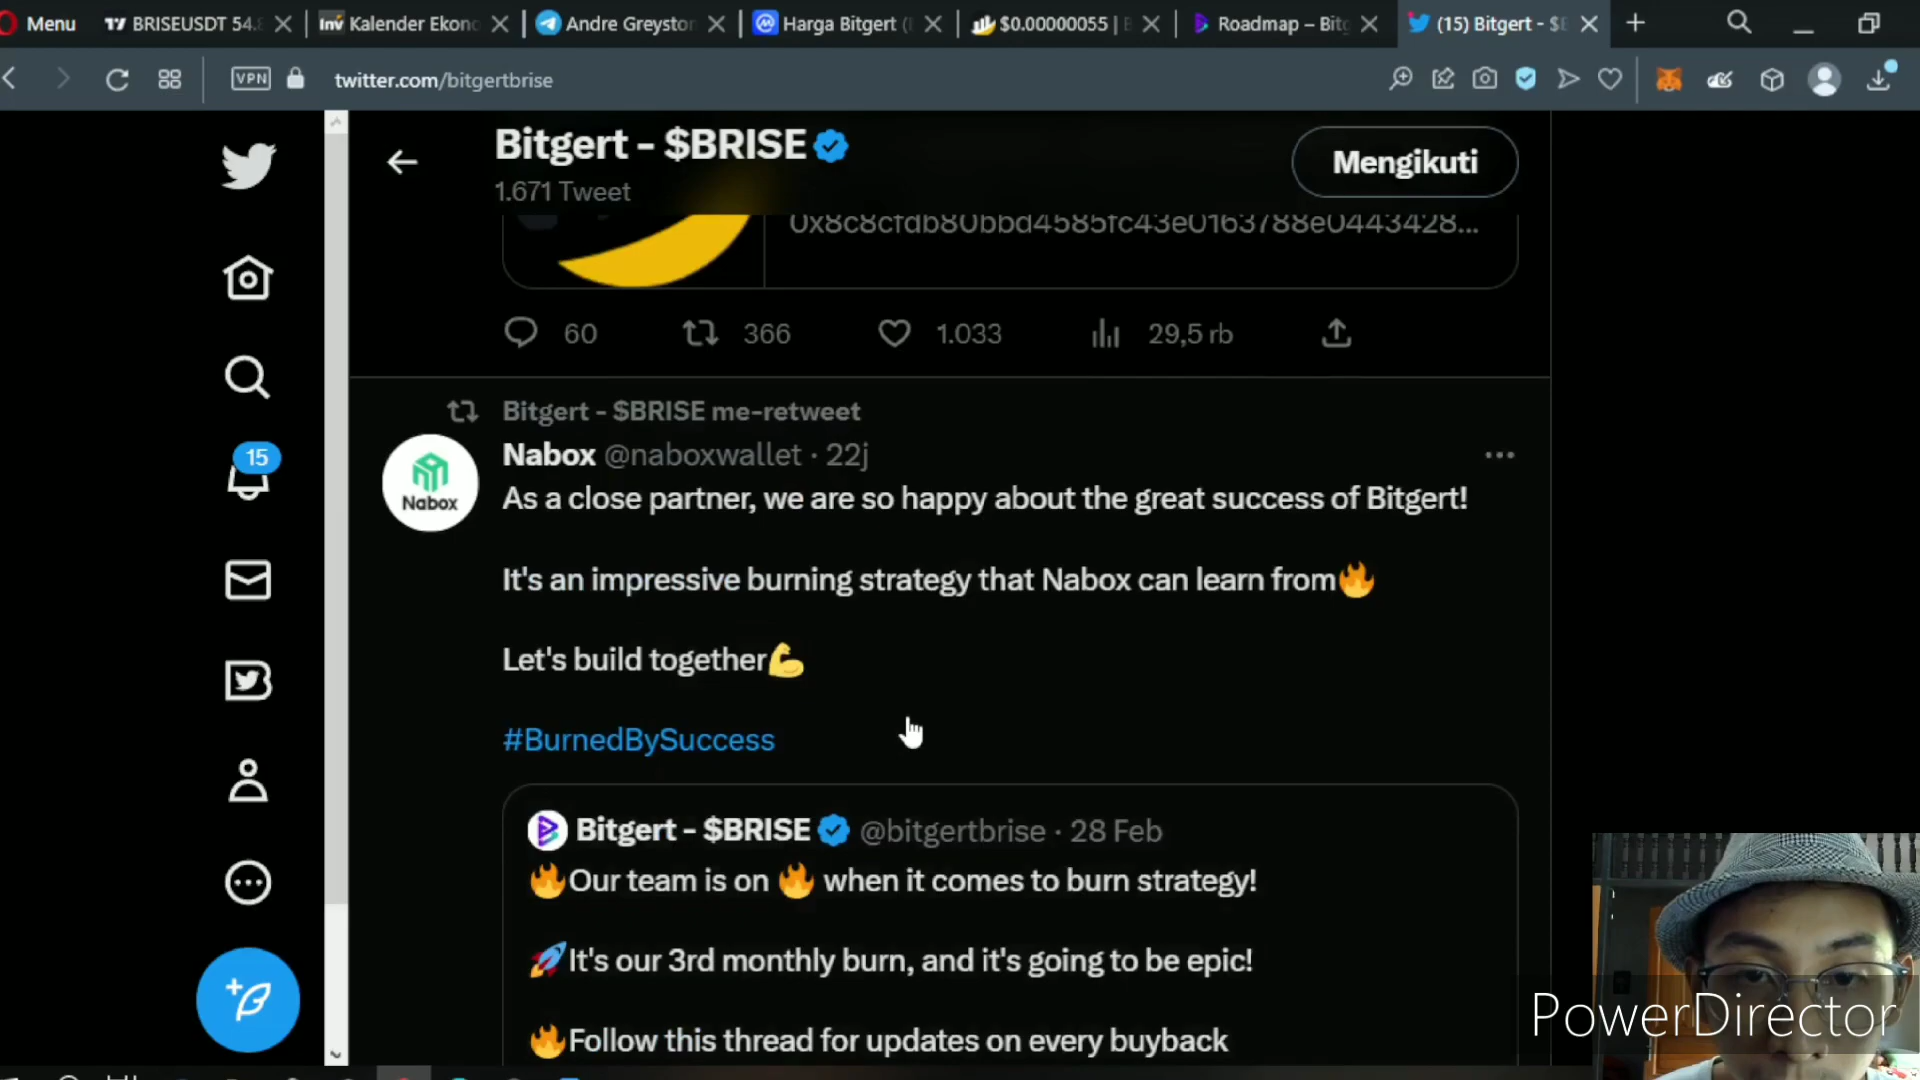 Menu
BRISEUSDT 54.
Kalender Ekon
Andre Greyston
Harga Bitgert (
$0.00000055 | B
Roadmap – Bitg
(15) Bitgert - $B
VPN
twitter.com/bitgertbrise
Bitgert - $BRISE
1.671 Tweet
Mengikuti
0x8c8cfdb80bbd4585fc43e0163788e0443428...
60
366
1.033
29,5 rb
Bitgert - $BRISE me-retweet
Nabox @naboxwallet · 22j
Nabox
As a close partner, we are so happy about the great success of Bitgert!
It's an impressive burning strategy that Nabox can learn from🔥
Let's build together💪
#BurnedBySuccess
15
Bitgert - $BRISE @bitgertbrise · 28 Feb
🔥Our team is on 🔥 when it comes to burn strategy!
🚀It's our 3rd monthly burn, and it's going to be epic!
🔥Follow this thread for updates on every buyback
PowerDirector